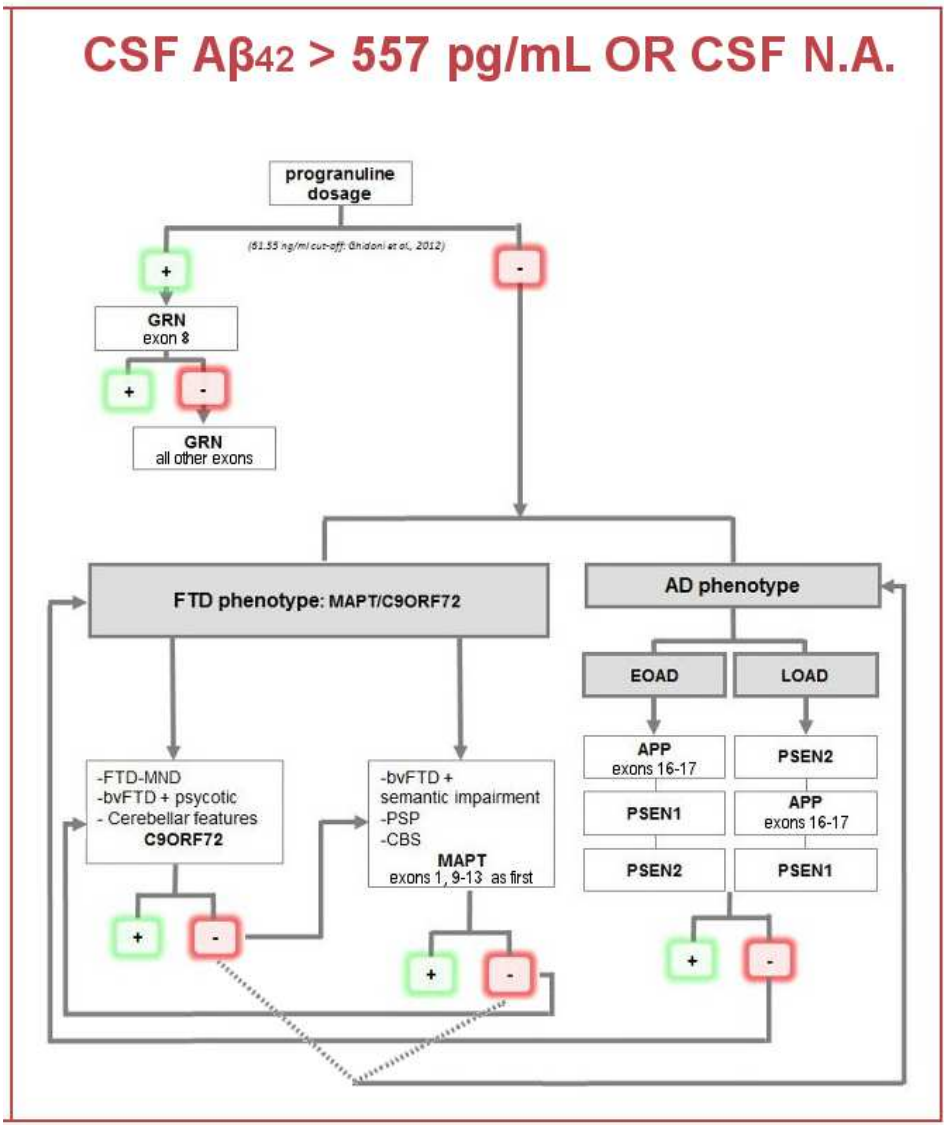 CSF Aβ42 > 557 pg/mL OR CSF N.A.
progranuline
dosage
(61.55 ng/ml cut-off: Ghidoni et al., 2012)
+
-
GRN
exon 8
+
-
GRN
all other exons
FTD phenotype: MAPT/C9ORF72
AD phenotype
EOAD
LOAD
-FTD-MND
-bvFTD + psycotic
- Cerebellar features
C9ORF72
-bvFTD +
semantic impairment
-PSP
-CBS
MAPT
exons 1, 9-13 as first
APP
exons 16-17
PSEN1
PSEN2
PSEN2
APP
exons 16-17
PSEN1
+
-
+
-
+
-